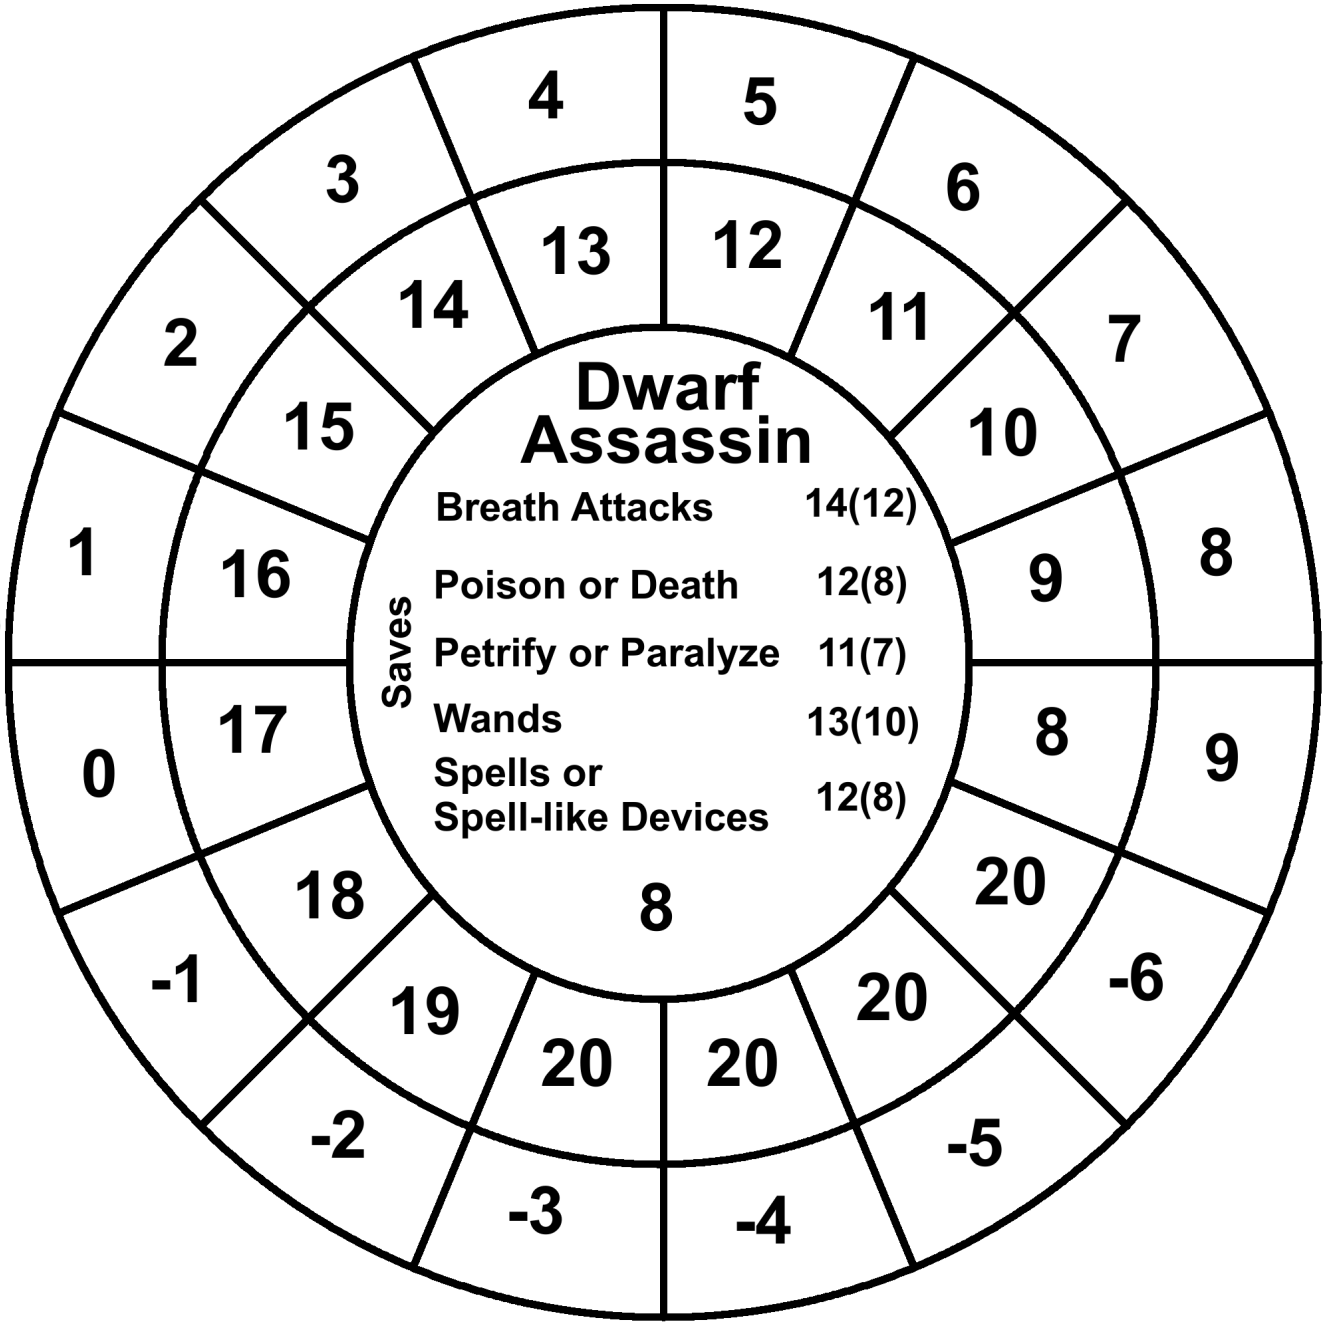 4 5
3 6
13 12
14 11
2 7
15 10
Dwarf
Assassin
Breath Attacks 14(12)
1 8
16 9
Poison or Death 12(8)
Saves
Petrify or Paralyze 11(7)
Wands 13(10)
17 8
0 9
Spells or
Spell-like Devices 12(8)
18 20
8
-1 -6
19 20
20 20
-2 -5
-3 -4